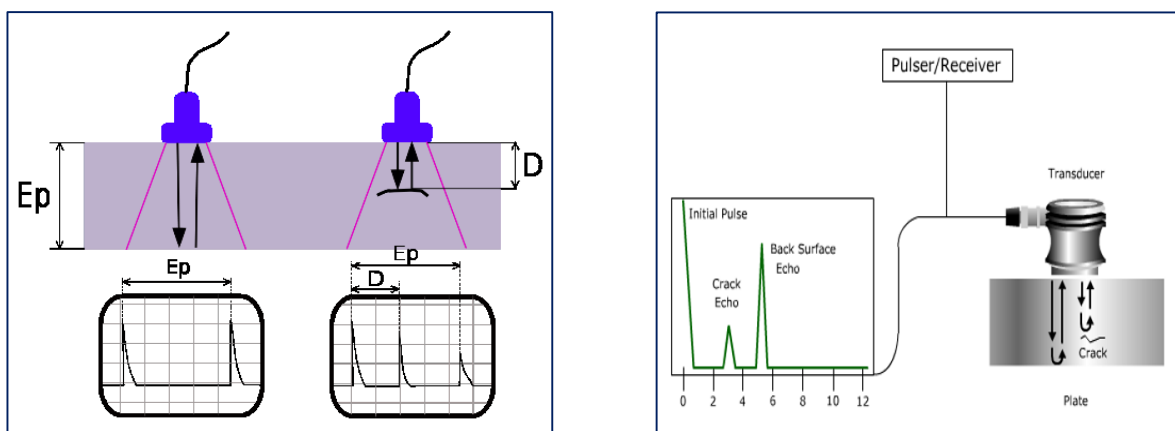 Ep
D
Ep
Ep
D
Pulser/Receiver
Transducer
Initial Pulse
Back Surface
Echo
Crack
Echo
0 2 4 6 8 10 12
Crack
Plate